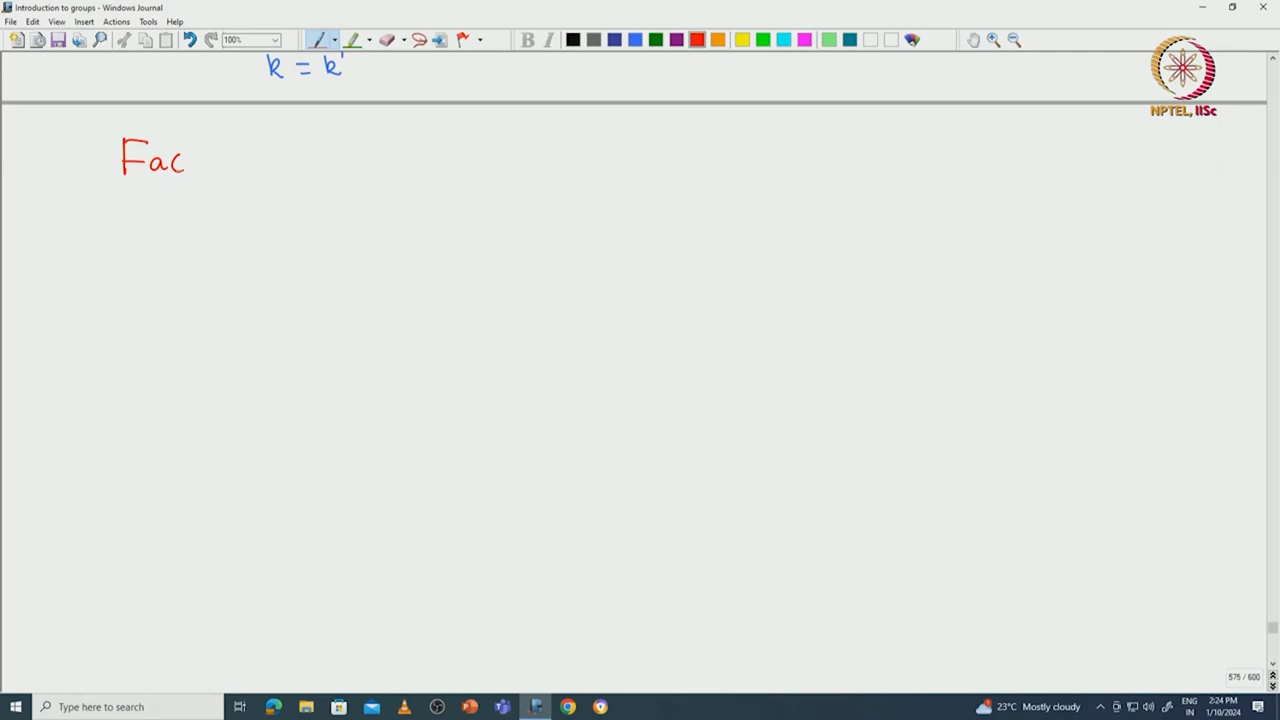 Introduction to groups - Windows Journal
File Edit View Insert Actions Tools Help
100%
k = k'
NPTEL, IISc
Fac
575 / 600
Type here to search
23°C Mostly cloudy
ENG
IN
2:24 PM
1/10/2024